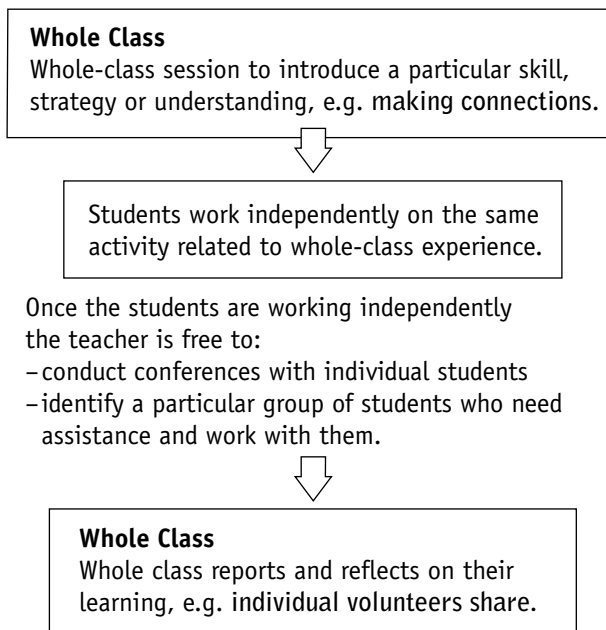 Whole Class
Whole-class session to introduce a particular skill,
strategy or understanding, e.g. making connections.
Students work independently on the same
activity related to whole-class experience.
Once the students are working independently
the teacher is free to:
–conduct conferences with individual students
–identify a particular group of students who need
assistance and work with them.
Whole Class
Whole class reports and reflects on their
learning, e.g. individual volunteers share.